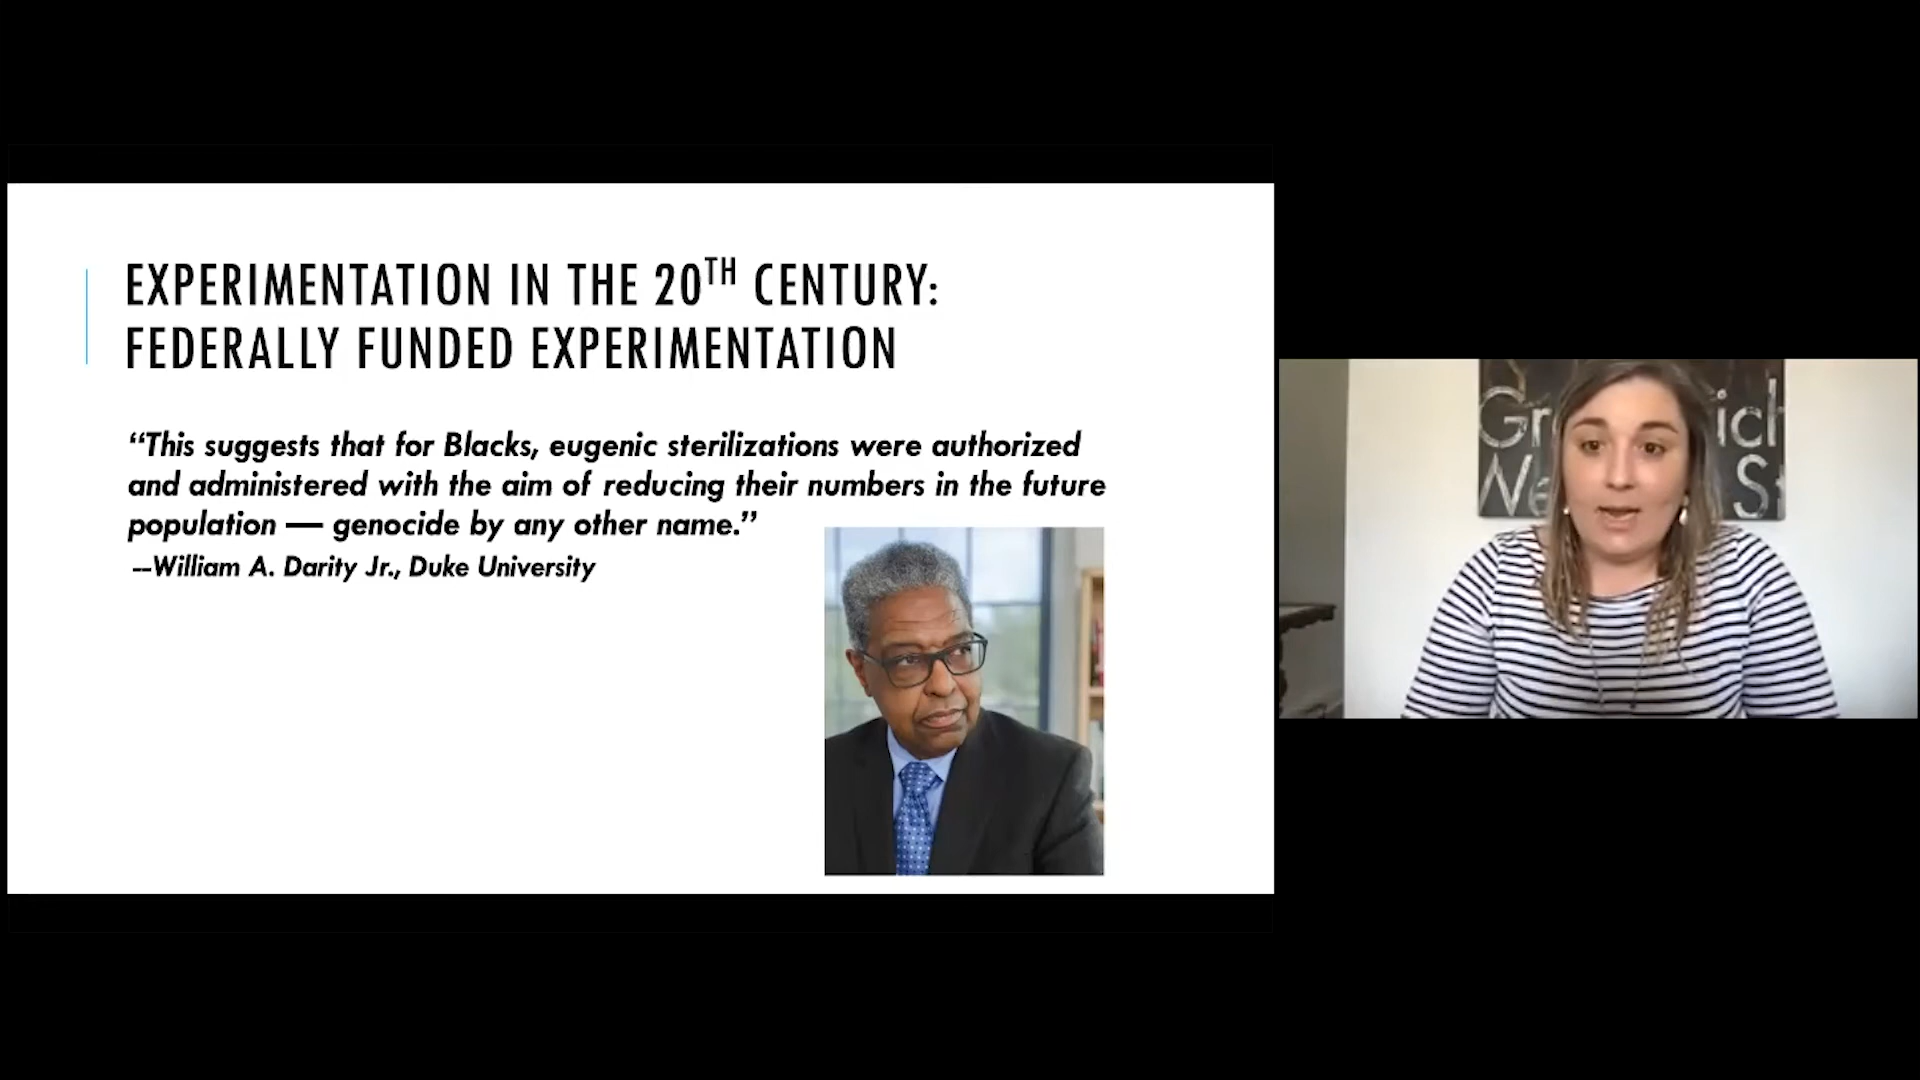 EXPERIMENTATION IN THE 20TH CENTURY:
FEDERALLY FUNDED EXPERIMENTATION
“This suggests that for Blacks, eugenic sterilizations were authorized
and administered with the aim of reducing their numbers in the future
population — genocide by any other name.”
--William A. Darity Jr., Duke University